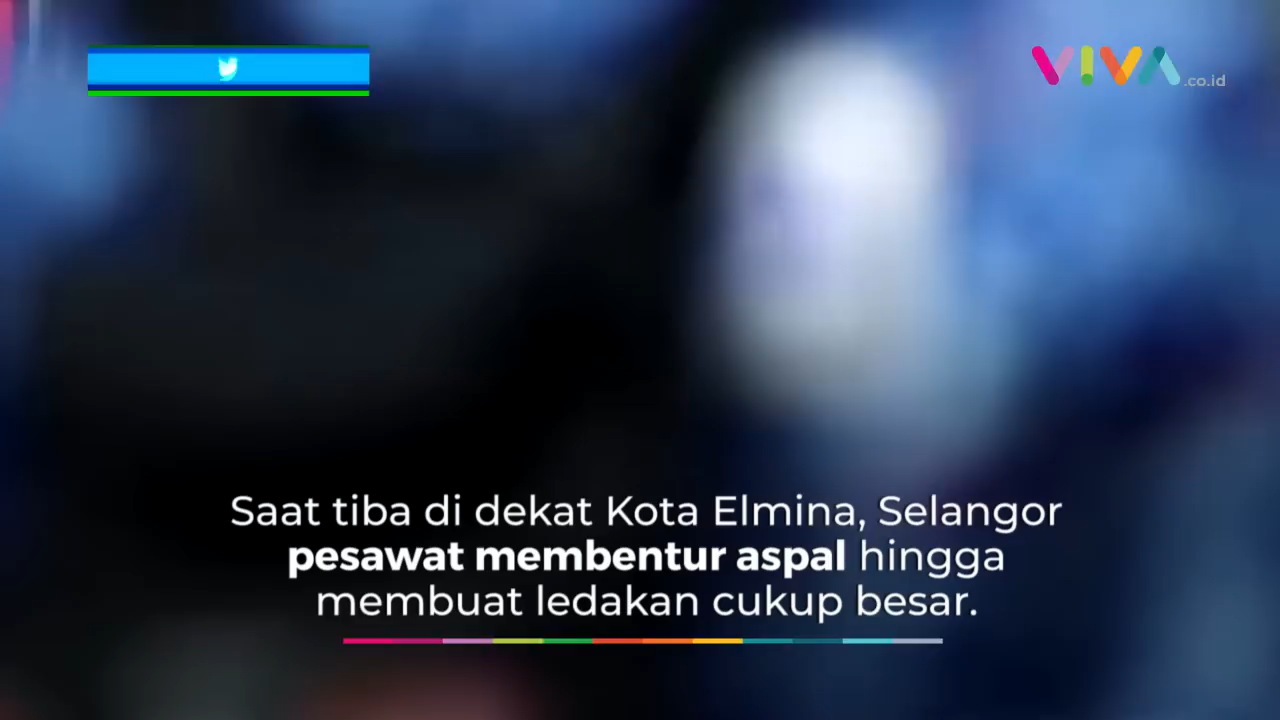 VIVA.co.id
Saat tiba di dekat Kota Elmina, Selangor
pesawat membentur aspal hingga
membuat ledakan cukup besar.